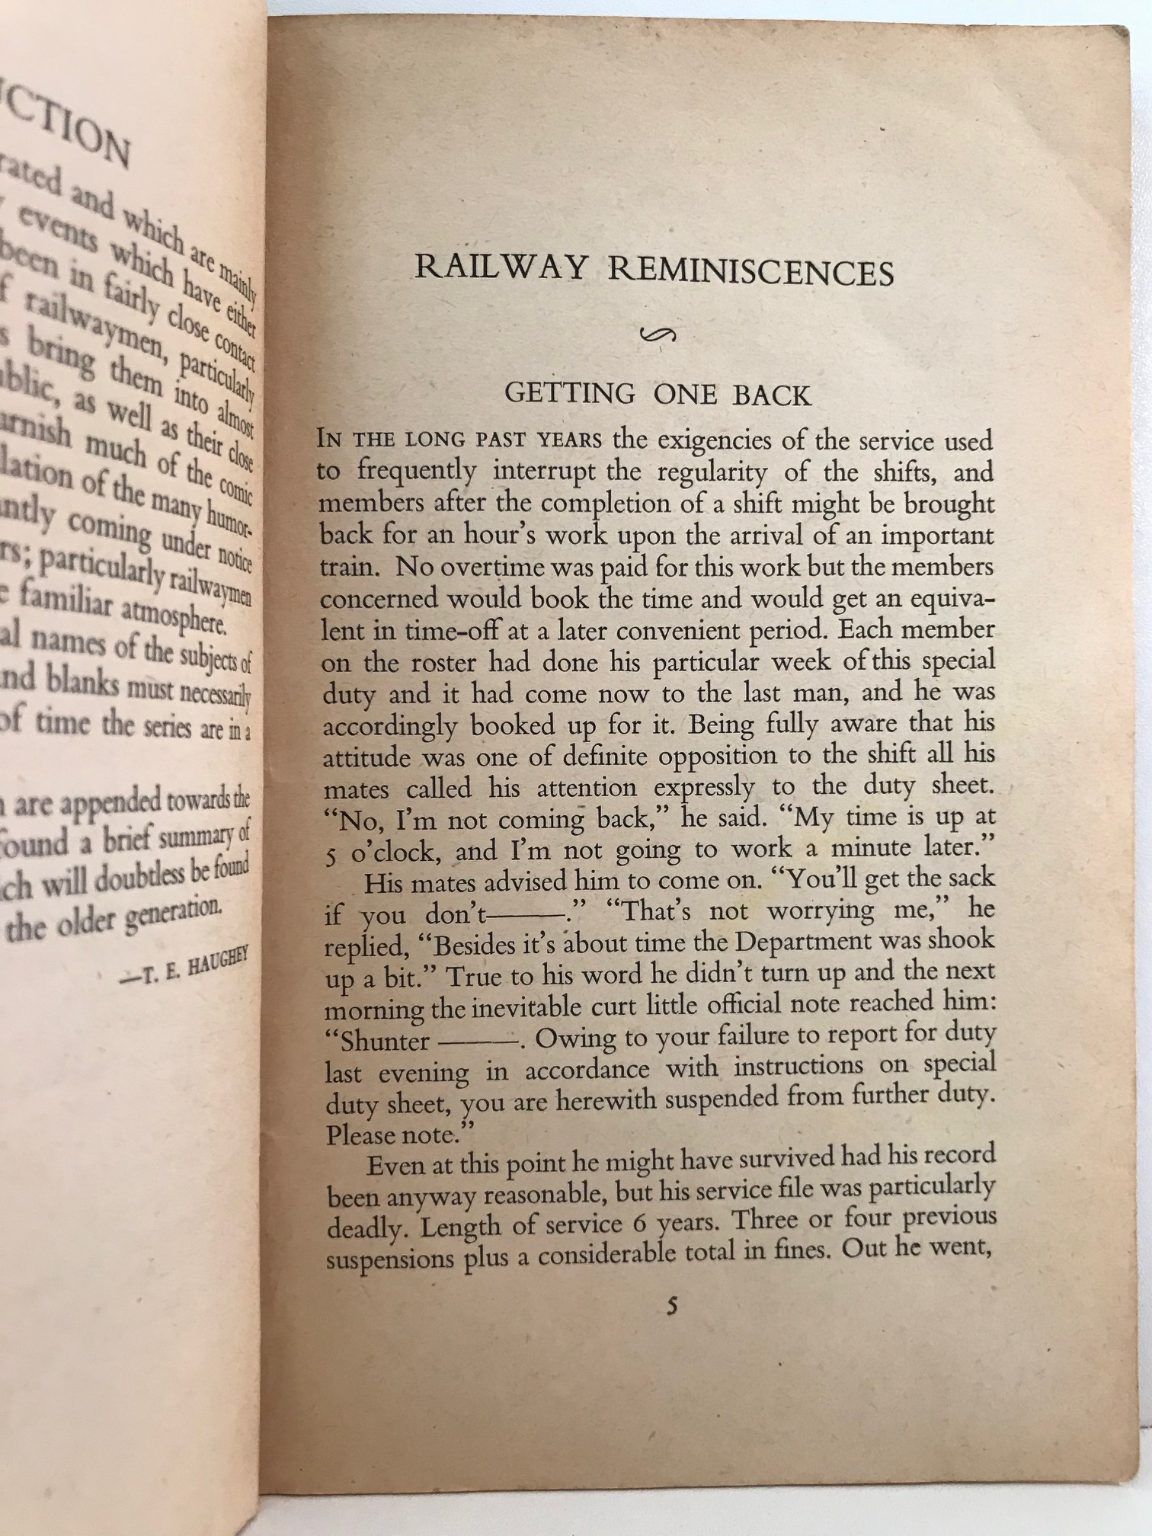 UCTION
rated and which are mainly
events which have either
been in fairly close contact
f railwaymen, particularly
s bring them into almost
blic, as well as their close
urnish much of the comic
lation of the many humor-
ntly coming under notice
rs; particularly railwaymen
e familiar atmosphere.
al names of the subjects of
nd blanks must necessarily
of time the series are in a
are appended towards the
found a brief summary of
ich will doubtless be found
the older generation.
—T. E. HAUGHEY
RAILWAY REMINISCENCES
GETTING ONE BACK
IN THE LONG PAST YEARS the exigencies of the service used
to frequently interrupt the regularity of the shifts, and
members after the completion of a shift might be brought
back for an hour's work upon the arrival of an important
train. No overtime was paid for this work but the members
concerned would book the time and would get an equiva-
lent in time-off at a later convenient period. Each member
on the roster had done his particular week of this special
duty and it had come now to the last man, and he was
accordingly booked up for it. Being fully aware that his
attitude was one of definite opposition to the shift all his
mates called his attention expressly to the duty sheet.
“No, I'm not coming back,” he said. “My time is up at
5 o'clock, and I'm not going to work a minute later.”
His mates advised him to come on. “You'll get the sack
if you don't———.” “That's not worrying me,” he
replied, “Besides it's about time the Department was shook
up a bit.” True to his word he didn't turn up and the next
morning the inevitable curt little official note reached him:
“Shunter ———. Owing to your failure to report for duty
last evening in accordance with instructions on special
duty sheet, you are herewith suspended from further duty.
Please note.”
Even at this point he might have survived had his record
been anyway reasonable, but his service file was particularly
deadly. Length of service 6 years. Three or four previous
suspensions plus a considerable total in fines. Out he went,
5